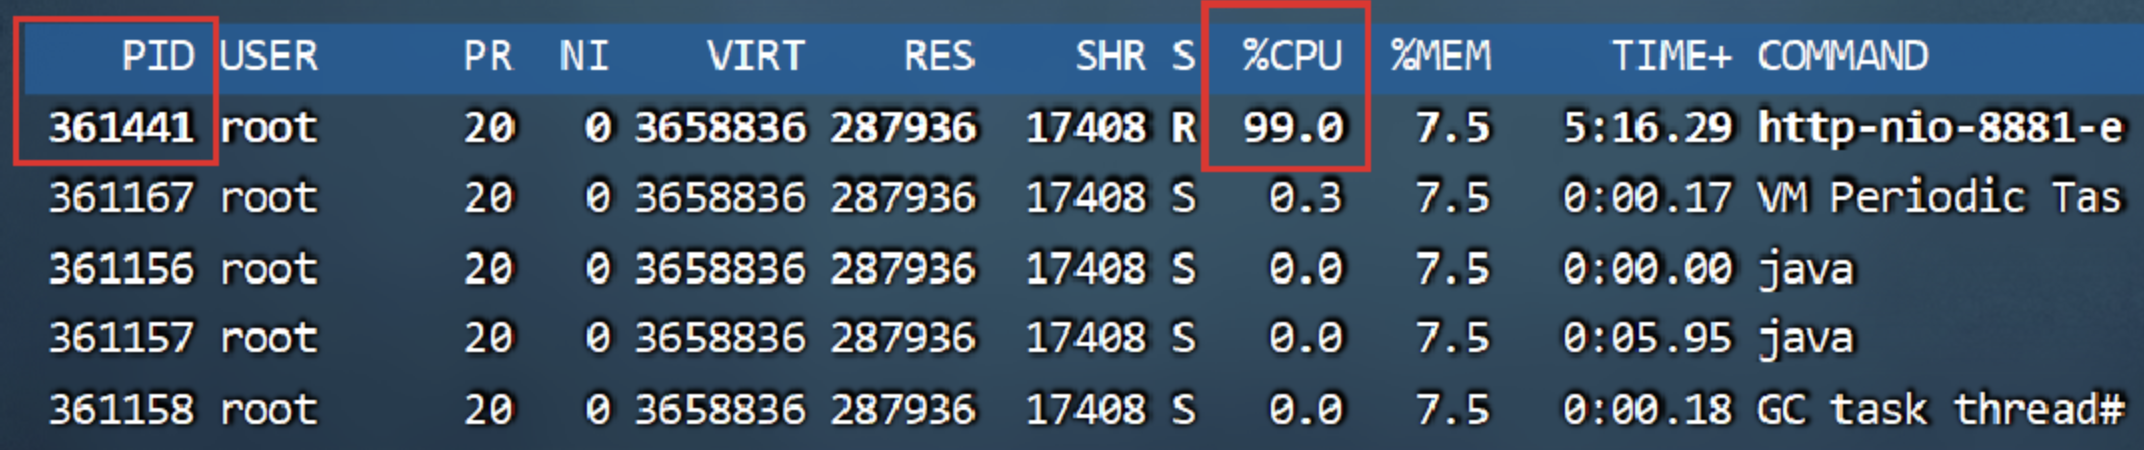 PID USER PR NI VIRT RES SHR S %CPU %MEM TIME+ COMMAND
361441 root 20 0 3658836 287936 17408 R 99.0 7.5 5:16.29 http-nio-8881-e
361167 root 20 0 3658836 287936 17408 S 0.3 7.5 0:00.17 VM Periodic Tas
361156 root 20 0 3658836 287936 17408 S 0.0 7.5 0:00.00 java
361157 root 20 0 3658836 287936 17408 S 0.0 7.5 0:05.95 java
361158 root 20 0 3658836 287936 17408 S 0.0 7.5 0:00.18 GC task thread#